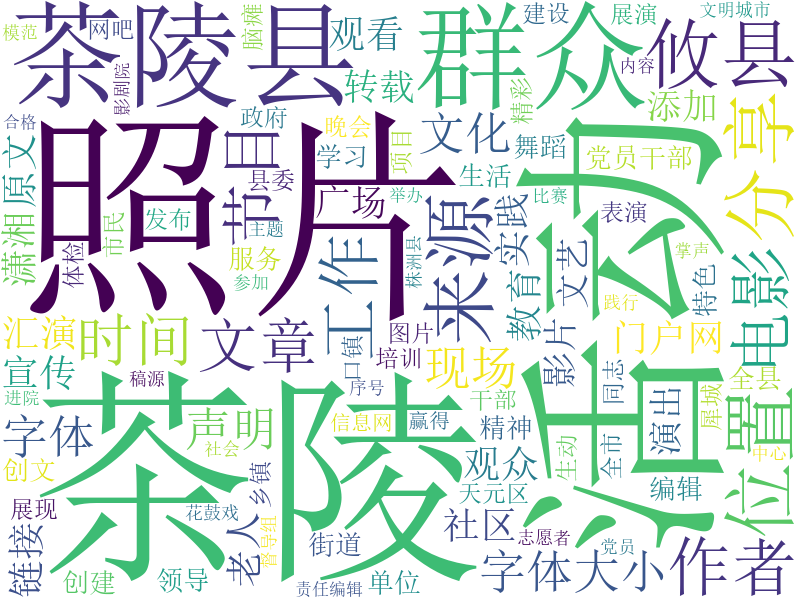 模范
网吧
脑瘫
建设
展演
文明城市
茶陵县
影剧院
观看
群众
攸县
内容
精彩
转载
添加
合格
原文
政府
晚会
文化
舞蹈
项目
党员干部
分享
照片
节目
学习
县委
广场
生活
举办
比赛
潇湘
市民
发布
主题
来源
实践
表演
掌声
活动
体检
服务
参加
株洲县
教育
文艺
践行
特色
电影
汇演
时间
文章
工作
图片
现场
影片
门户网
宣传
稿源
口镇
培训
进院
序号
干部
同志
全县
茶陵
字体
声明
信息网
赢得
精神
生动
全市
演出
犀城
位置
创文
社会
观众
中心
展现
花鼓戏
老人
乡镇
天元区
编辑
链接
督导组
街道
社区
志愿者
党员
创建
领导
责任编辑
单位
字体大小
作者